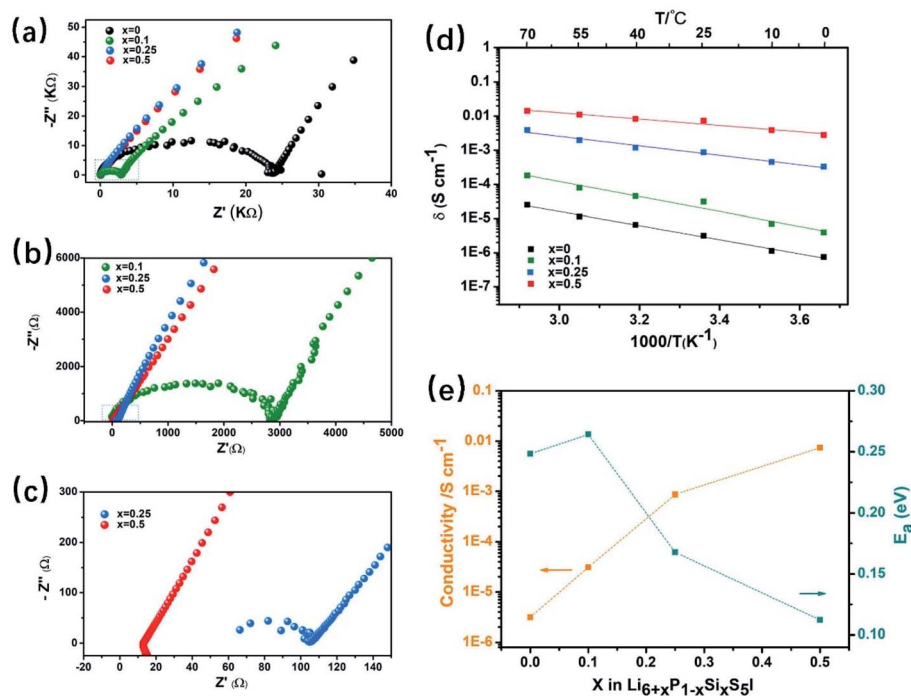 (a)
x=0
x=0.1
x=0.25
x=0.5
-Z'' (KΩ)
50
40
30
20
10
0
0 10 20 30 40
Z' (KΩ)
(b)
x=0.1
x=0.25
x=0.5
-Z''(Ω)
6000
4000
2000
0
0 1000 2000 3000 4000 5000
Z'(Ω)
(c)
x=0.25
x=0.5
- Z'' (Ω)
300
200
100
0
-20 0 20 40 60 80 100 120 140
Z' (Ω)
(d)
T/°C
70 55 40 25 10 0
δ (S cm-1)
1
0.1
0.01
1E-3
1E-4
1E-5
1E-6
1E-7
x=0
x=0.1
x=0.25
x=0.5
3.0 3.2 3.4 3.6
1000/T(K-1)
(e)
Conductivity /S cm-1
0.1
0.01
1E-3
1E-4
1E-5
1E-6
0.30
0.25
0.20
0.15
0.10
Ea (eV)
0.0 0.1 0.2 0.3 0.4 0.5
X in Li6+xP1-xSixS5I